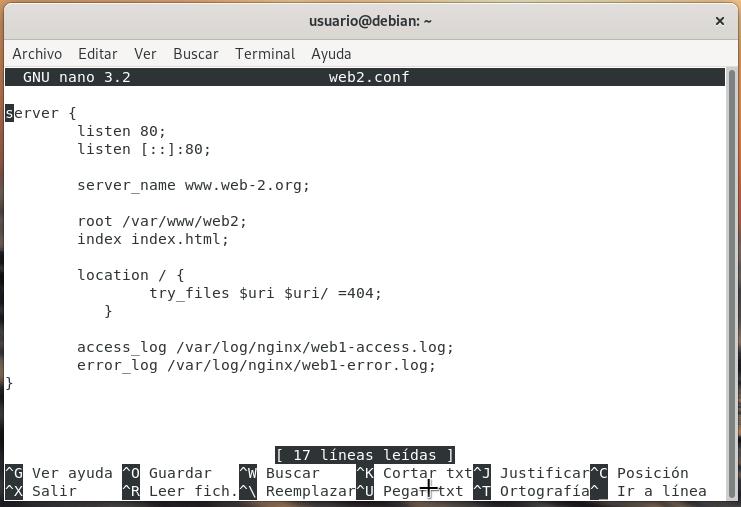 usuario@debian: ~
Archivo Editar Ver Buscar Terminal Ayuda
GNU nano 3.2 web2.conf
server {
listen 80;
listen [::]:80;
server_name www.web-2.org;
root /var/www/web2;
index index.html;
location / {
try_files $uri $uri/ =404;
}
access_log /var/log/nginx/web1-access.log;
error_log /var/log/nginx/web1-error.log;
}
[ 17 líneas leídas ]
^G Ver ayuda ^O Guardar ^W Buscar ^K Cortar txt ^J Justificar ^C Posición
^X Salir ^R Leer fich. ^\ Reemplazar ^U Pegar txt ^T Ortografía ^_ Ir a línea